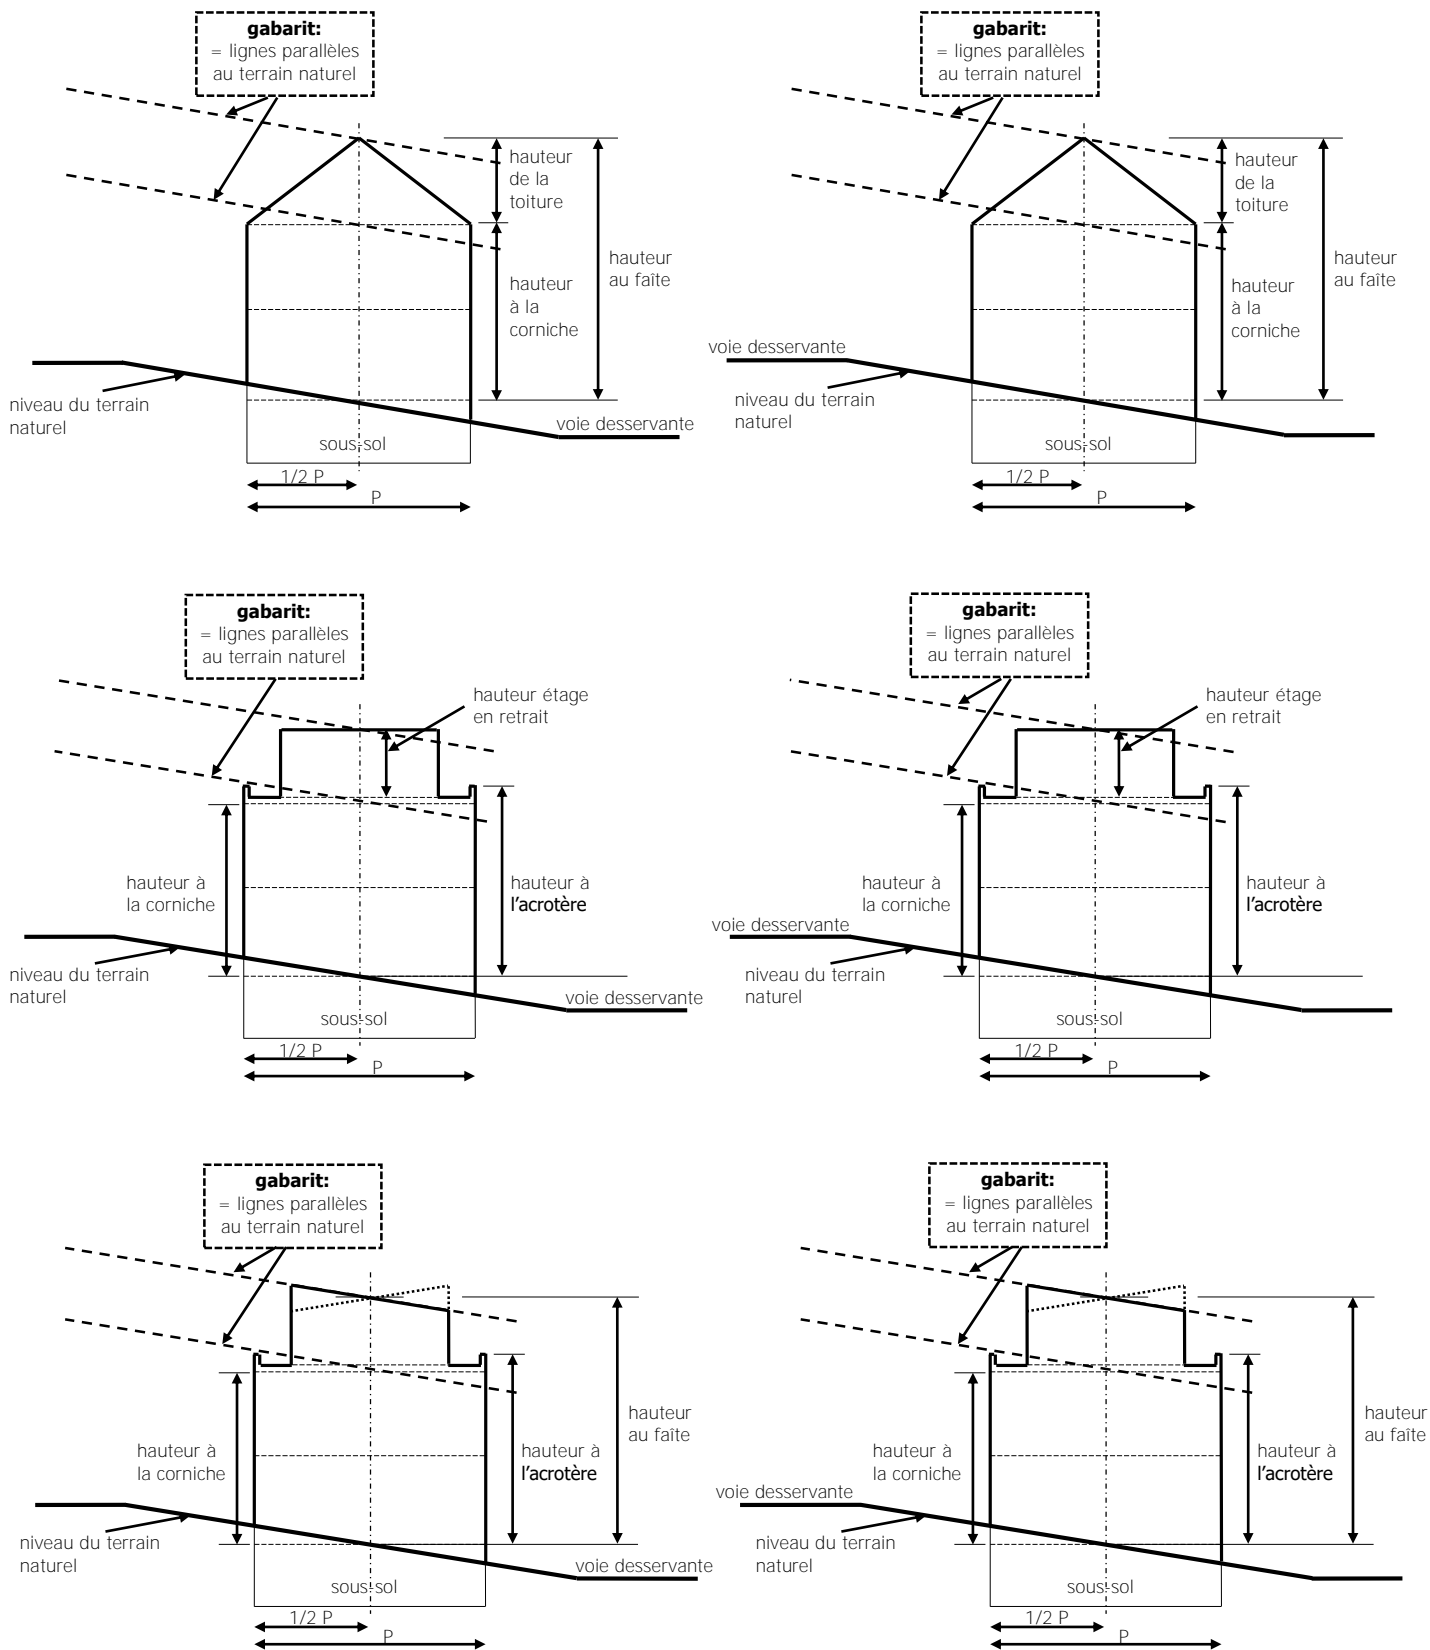 gabarit:
= lignes parallèles
au terrain naturel
hauteur
de la
toiture
hauteur
au faîte
hauteur
à la
corniche
niveau du terrain
naturel
voie desservante
sous-sol
1/2 P
P
gabarit:
= lignes parallèles
au terrain naturel
hauteur
de la
toiture
hauteur
au faîte
hauteur
à la
corniche
voie desservante
niveau du terrain
naturel
sous-sol
1/2 P
P
gabarit:
= lignes parallèles
au terrain naturel
hauteur étage
en retrait
hauteur à
la corniche
hauteur à
l'acrotère
niveau du terrain
naturel
voie desservante
sous-sol
1/2 P
P
gabarit:
= lignes parallèles
au terrain naturel
hauteur étage
en retrait
hauteur à
la corniche
hauteur à
l'acrotère
voie desservante
niveau du terrain
naturel
sous-sol
1/2 P
P
gabarit:
= lignes parallèles
au terrain naturel
hauteur
au faîte
hauteur à
la corniche
hauteur à
l'acrotère
niveau du terrain
naturel
voie desservante
sous-sol
1/2 P
P
gabarit:
= lignes parallèles
au terrain naturel
hauteur
au faîte
hauteur à
la corniche
hauteur à
l'acrotère
voie desservante
niveau du terrain
naturel
sous-sol
1/2 P
P